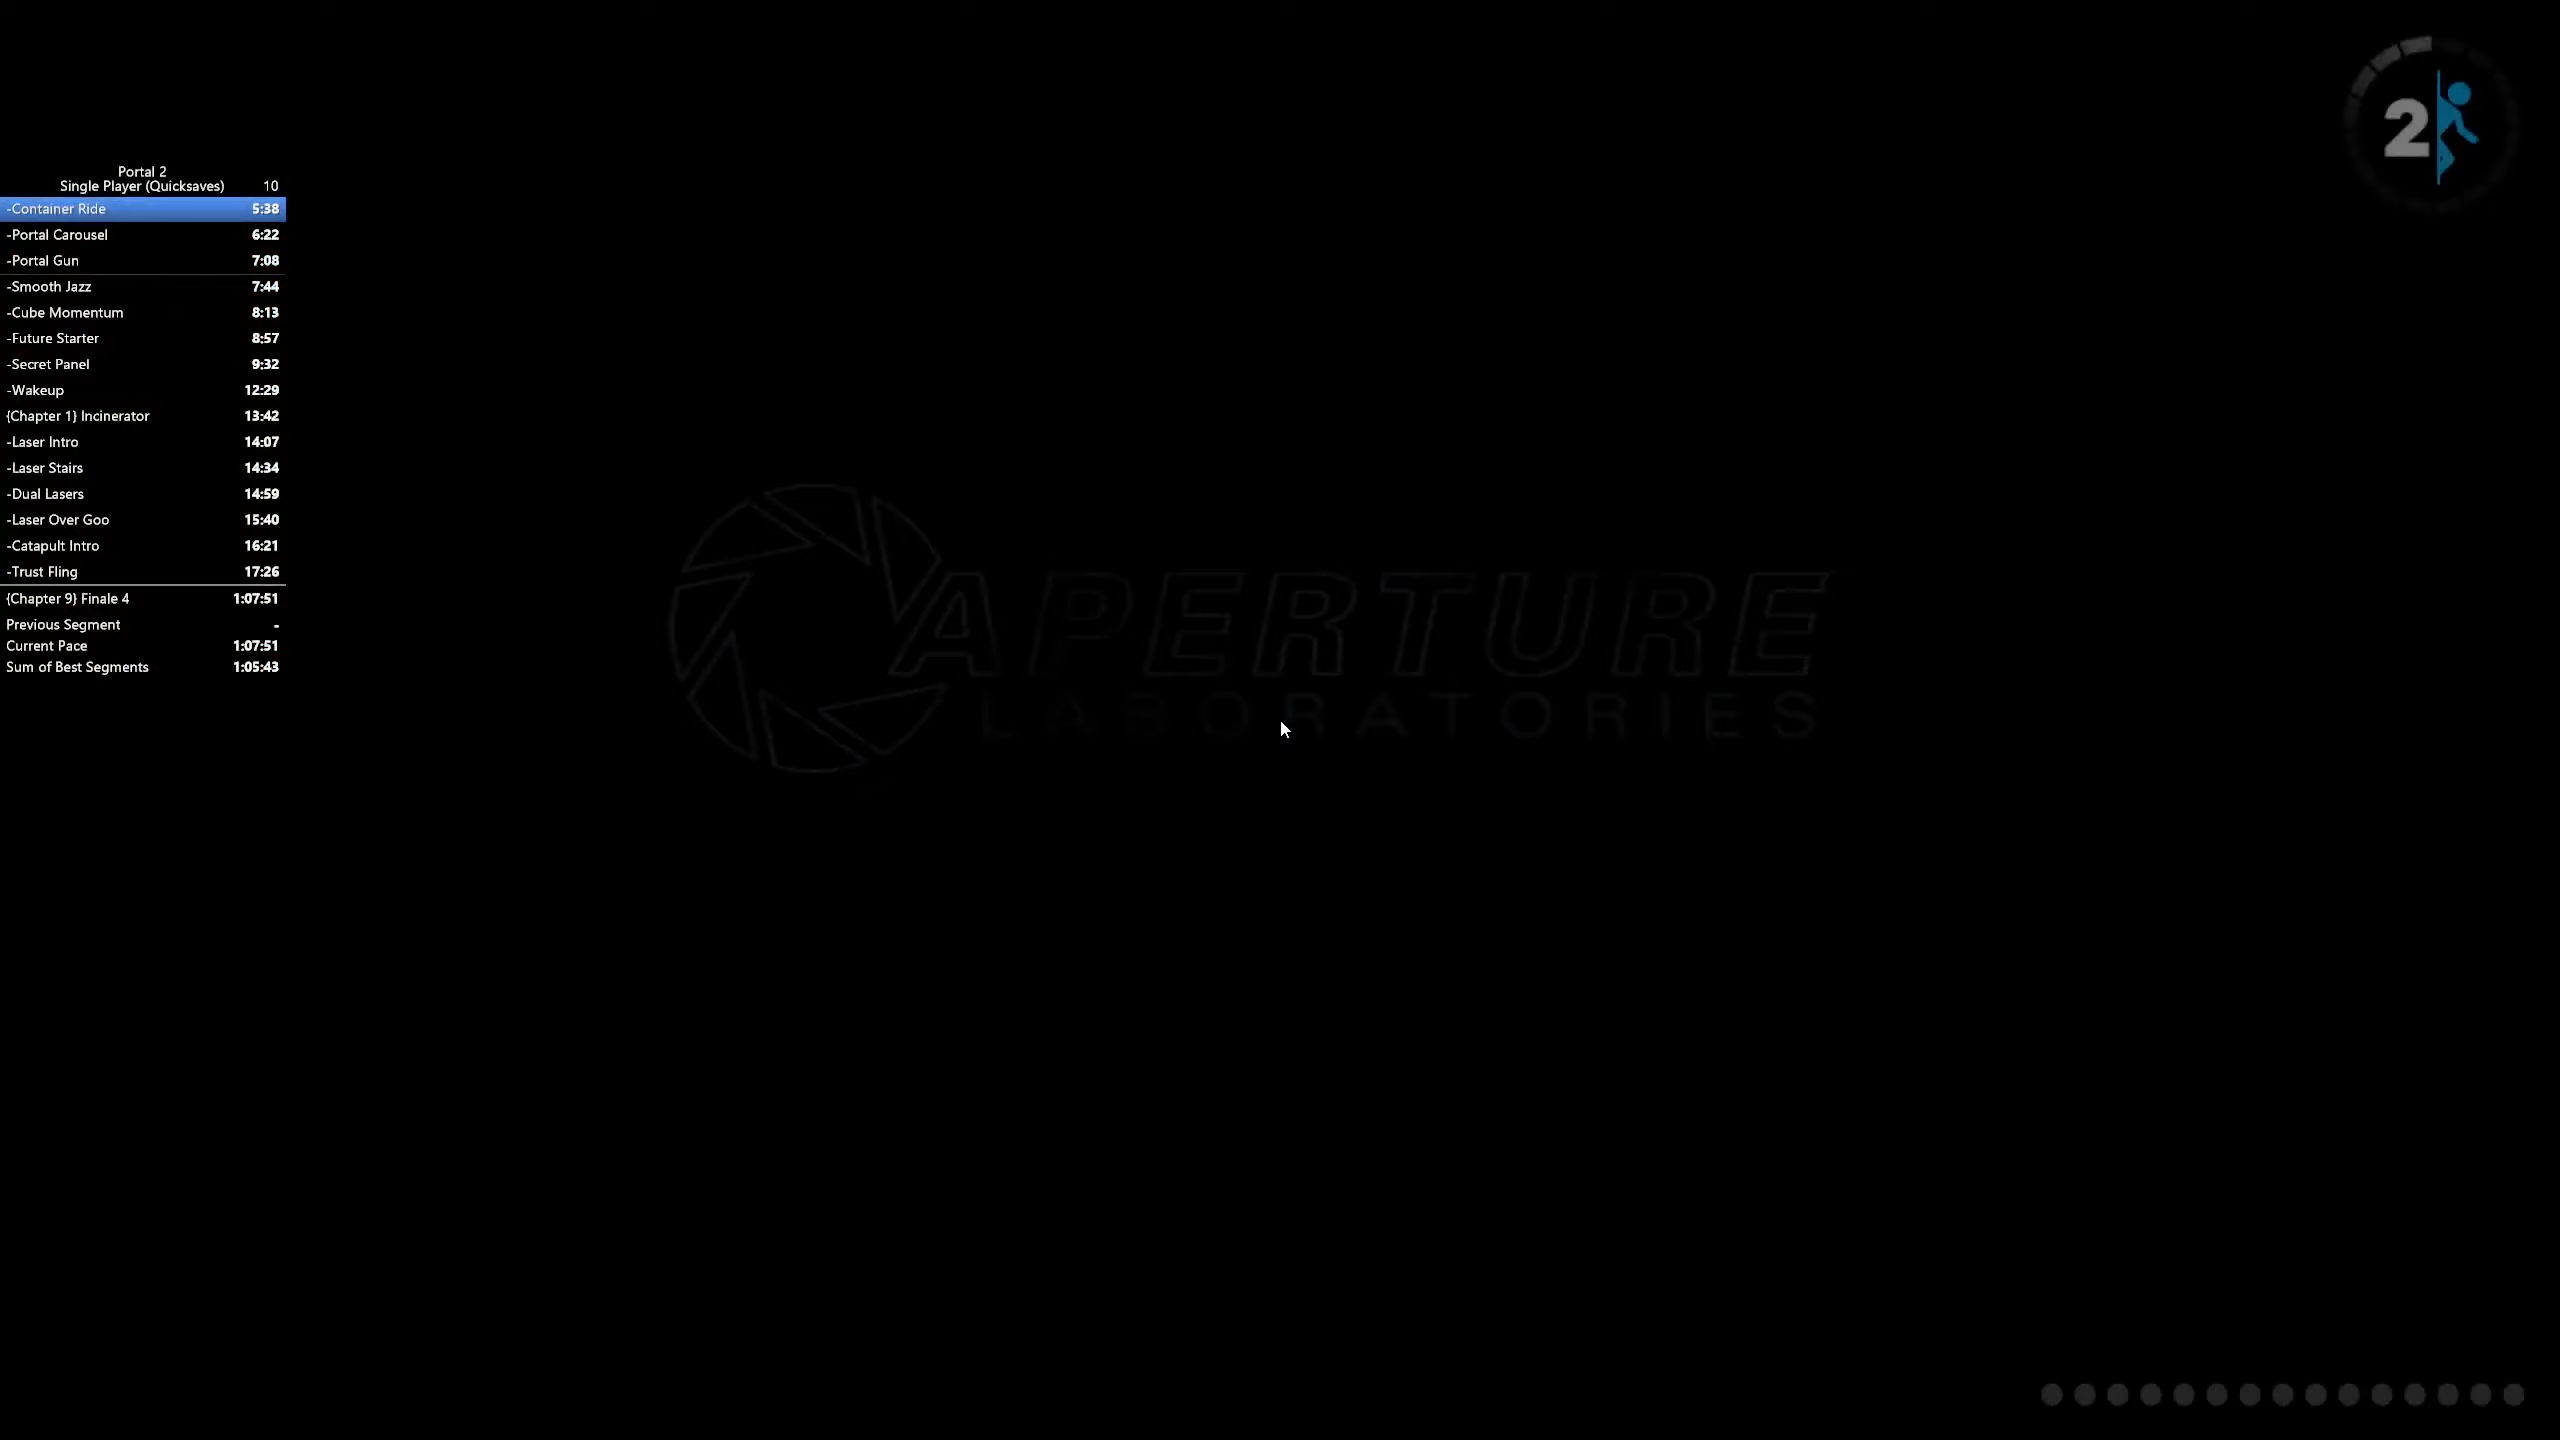 Portal 2
Single Player (Quicksaves) 10
-Container Ride 5:38
-Portal Carousel 6:22
-Portal Gun 7:08
-Smooth Jazz 7:44
-Cube Momentum 8:13
-Future Starter 8:57
-Secret Panel 9:32
-Wakeup 12:29
{Chapter 1} Incinerator 13:42
-Laser Intro 14:07
-Laser Stairs 14:34
-Dual Lasers 14:59
-Laser Over Goo 15:40
-Catapult Intro 16:21
-Trust Fling 17:26
{Chapter 9} Finale 4 1:07:51
Previous Segment -
Current Pace 1:07:51
Sum of Best Segments 1:05:43
2
APERTURE
LABORATORIES